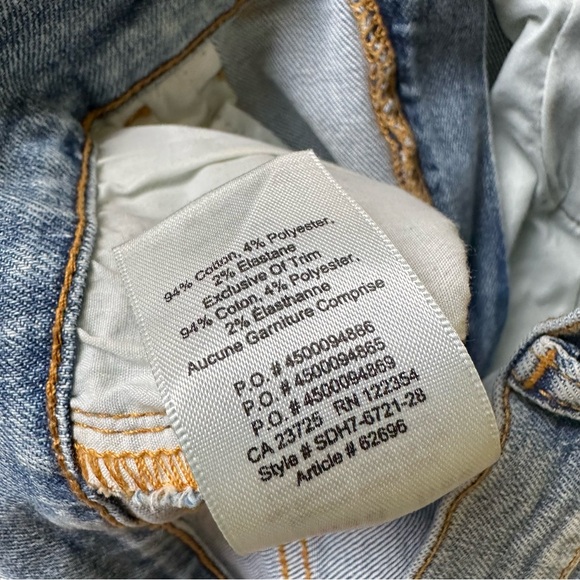 94% Cotton, 4% Polyester,
2% Elastane
Exclusive Of Trim
94% Coton, 4% Polyester,
2% Élasthanne
Aucune Garniture Comprise
P.O. # 4500094866
P.O. # 4500094865
P.O. # 4500094869
CA 23725 RN 122354
Style # SDH7-6721-28
Article # 62696